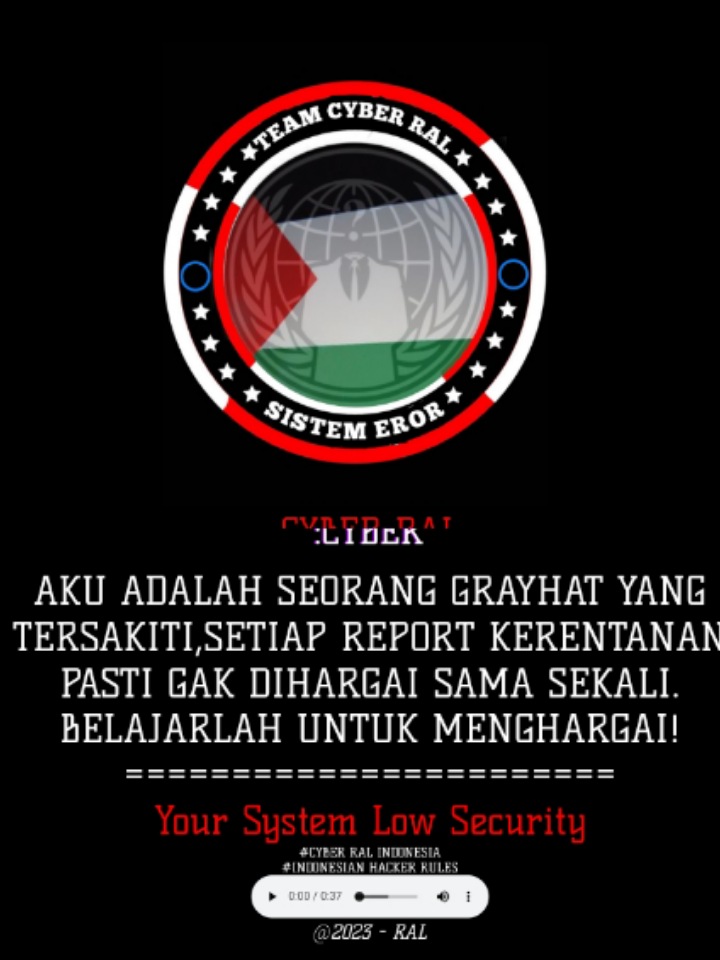 TEAM CYBER RAL
SISTEM EROR
AKU ADALAH SEORANG GRAYHAT YANG
TERSAKITI,SETIAP REPORT KERENTANAN
PASTI GAK DIHARGAI SAMA SEKALI.
BELAJARLAH UNTUK MENGHARGAI!
=======================
Your System Low Security
#CYBER RAL INDONESIA
#INDONESIAN HACKER RULES
0:00 / 0:37
@2023 - RAL